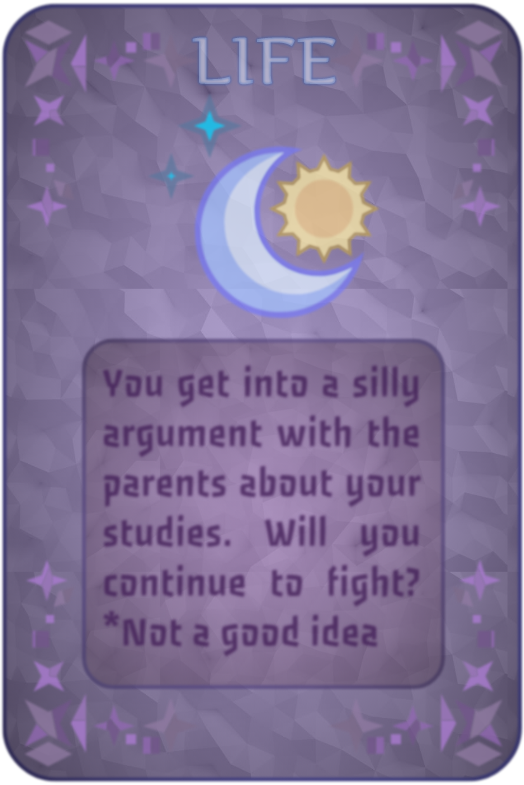 LIFE
You get into a silly
argument with the
parents about your
studies. Will you
continue to fight?
*Not a good idea